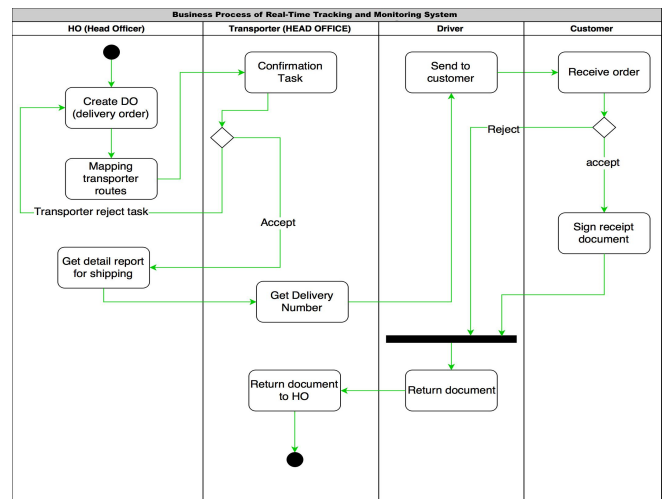 Business Process of Real-Time Tracking and Monitoring System
HO (Head Officer)
Transporter (HEAD OFFICE)
Driver
Customer
Confirmation
Task
Send to
customer
Receive order
Create DO
(delivery order)
Reject
accept
Mapping
transporter
routes
Transporter reject task
Accept
Sign receipt
document
Get detail report
for shipping
Get Delivery
Number
Return document
to HO
Return document